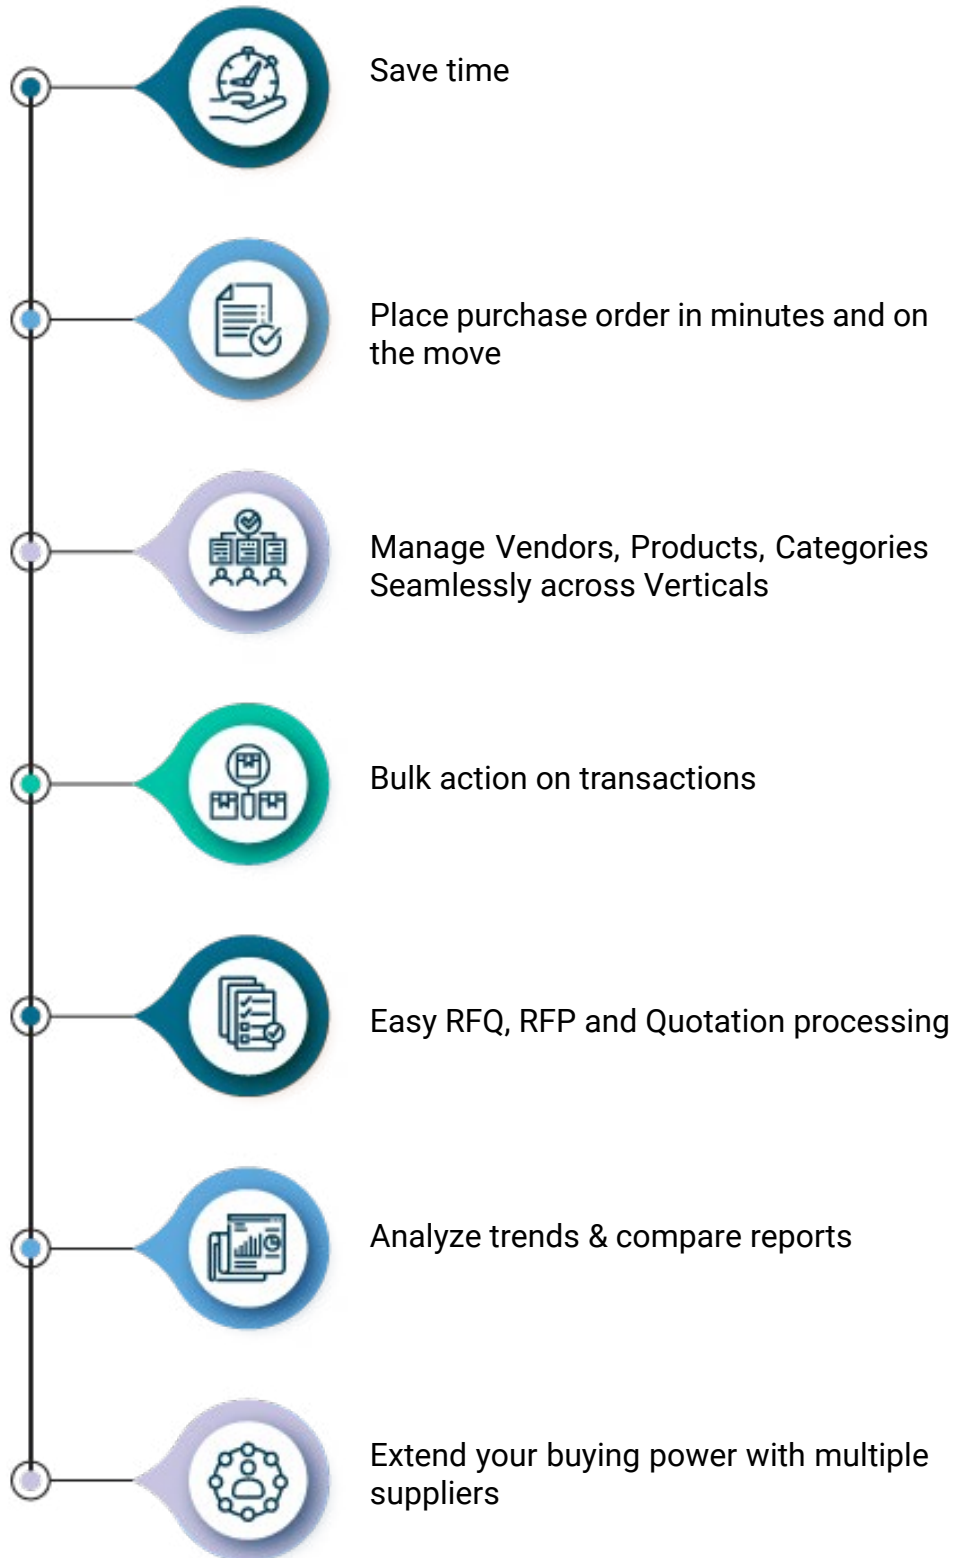 Save time
Place purchase order in minutes and on
the move
Manage Vendors, Products, Categories
Seamlessly across Verticals
Bulk action on transactions
Easy RFQ, RFP and Quotation processing
Analyze trends & compare reports
Extend your buying power with multiple
suppliers